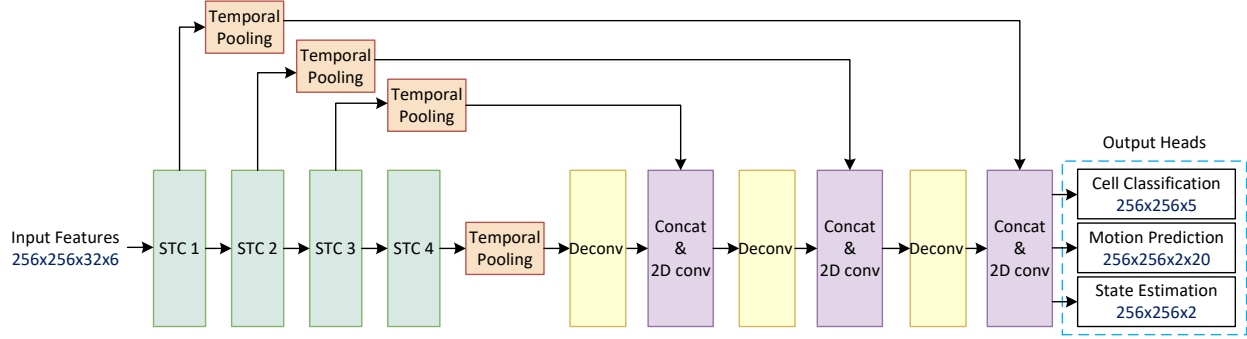 Temporal
Pooling
Temporal
Pooling
Temporal
Pooling
Input Features
256x256x32x6
STC 1
STC 2
STC 3
STC 4
Temporal
Pooling
Deconv
Concat
&
2D conv
Deconv
Concat
&
2D conv
Deconv
Concat
&
2D conv
Output Heads
Cell Classification
256x256x5
Motion Prediction
256x256x2x20
State Estimation
256x256x2